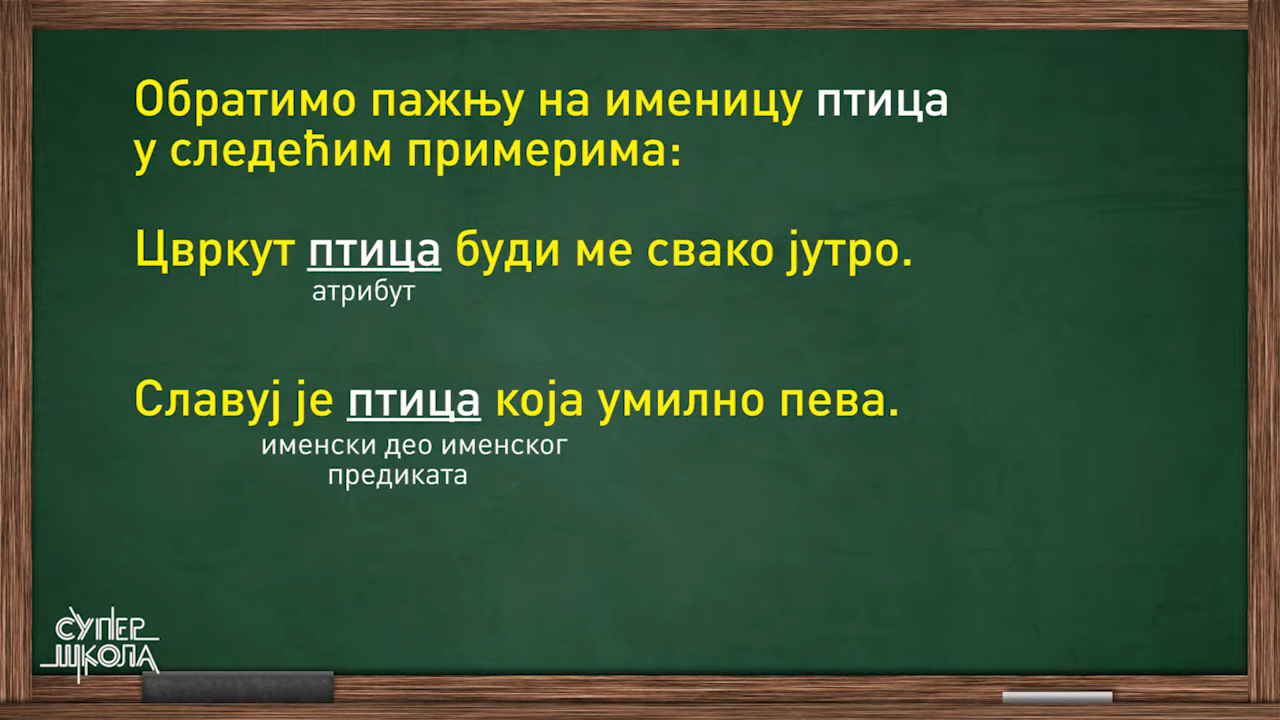 Обратимо пажњу на именицу птица
у следећим примерима:
Цвркут птица буди ме свако јутро.
атрибут
Славуј је птица која умилно пева.
именски део именског
предиката
СУПЕР
ШКОЛА